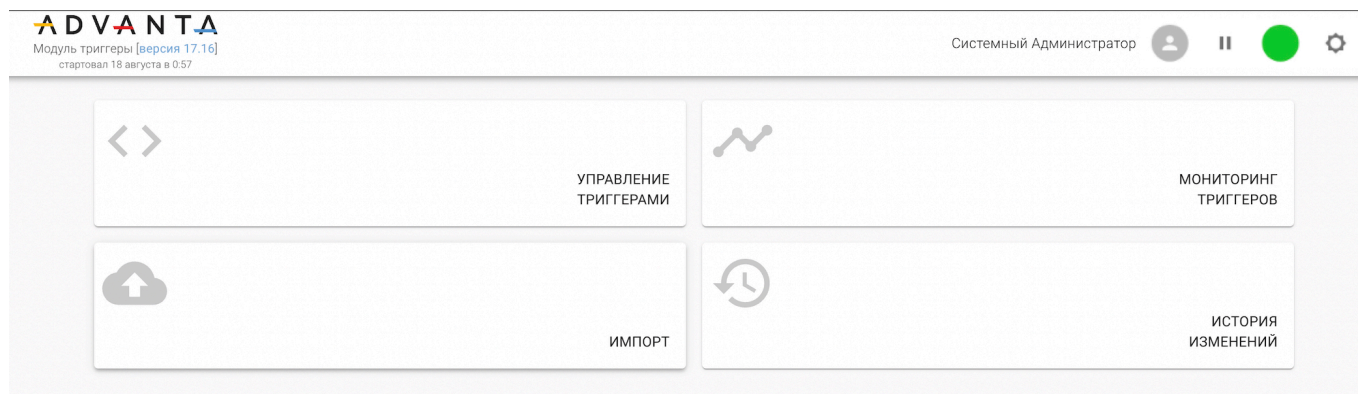 ADVANTA
Модуль триггеры [версия 17.16]
стартовал 18 августа в 0:57
Системный Администратор
УПРАВЛЕНИЕ
ТРИГГЕРАМИ
МОНИТОРИНГ
ТРИГГЕРОВ
ИМПОРТ
ИСТОРИЯ
ИЗМЕНЕНИЙ